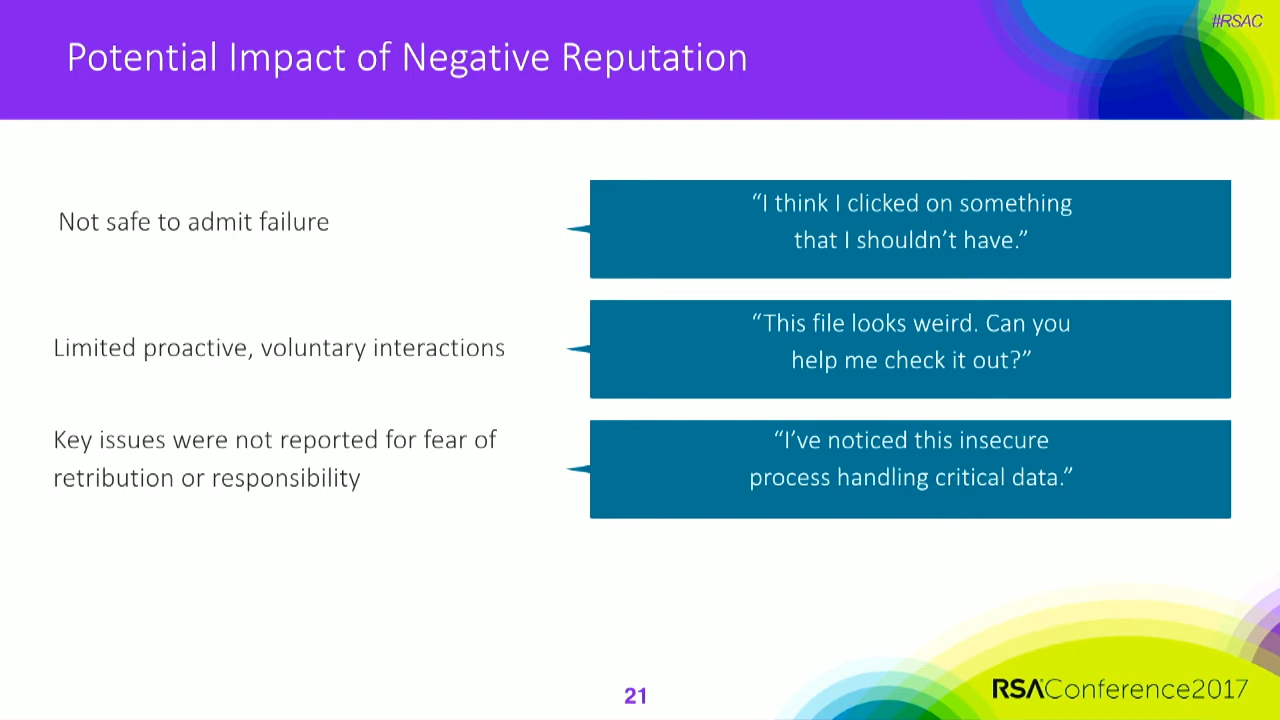 #RSAC
Potential Impact of Negative Reputation
Not safe to admit failure
“I think I clicked on something
that I shouldn’t have.”
Limited proactive, voluntary interactions
“This file looks weird. Can you
help me check it out?”
Key issues were not reported for fear of
retribution or responsibility
“I’ve noticed this insecure
process handling critical data.”
21
RSAConference2017